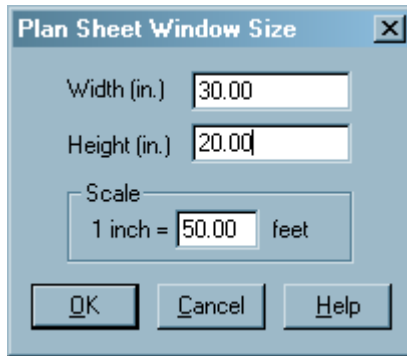 Plan Sheet Window Size
Width (in.) 30.00
Height (in.) 20.00
Scale
1 inch = 50.00 feet
OK Cancel Help